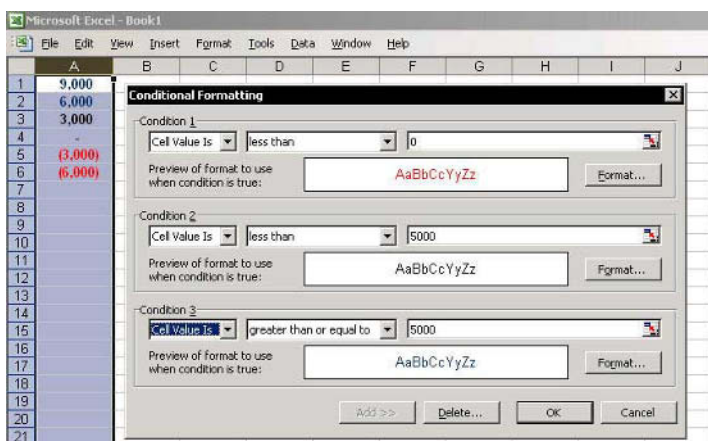 Microsoft Excel - Book1
File Edit View Insert Format Tools Data Window Help
A B C D E F G H I J
1 9,000
2 6,000
3 3,000
4 -
5 (3,000)
6 (6,000)
7
8
9
10
11
12
13
14
15
16
17
18
19
20
21
Conditional Formatting
Condition 1
Cell Value Is less than 0
Preview of format to use
when condition is true:
AaBbCcYyZz
Format...
Condition 2
Cell Value Is less than 5000
Preview of format to use
when condition is true:
AaBbCcYyZz
Format...
Condition 3
Cell Value Is greater than or equal to 5000
Preview of format to use
when condition is true:
AaBbCcYyZz
Format...
Add >> Delete... OK Cancel